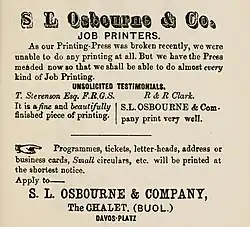 S L Osbourne & Co.
JOB PRINTERS.
As our Printing-Press was broken recently, we were
unable to do any printing at all. But we have the Press
meaded now so that we shall be able to do almost every
kind of Job Printing.
UNSOLICITED TESTIMONIALS.
T. Stevenson Esq. F.R.G.S.
It is a fine and beautifully
finished piece of printing.
R & R Clark.
S.L. OSBOURNE & Com-
pany print very well.
Programmes, tickets, letter-heads, address or
business cards, Small circulars, etc. will be printed at
the shortest notice.
Apply to—
S. L. OSBOURNE & COMPANY,
The CHALET, (BUOL.)
DAVOS-PLATZ